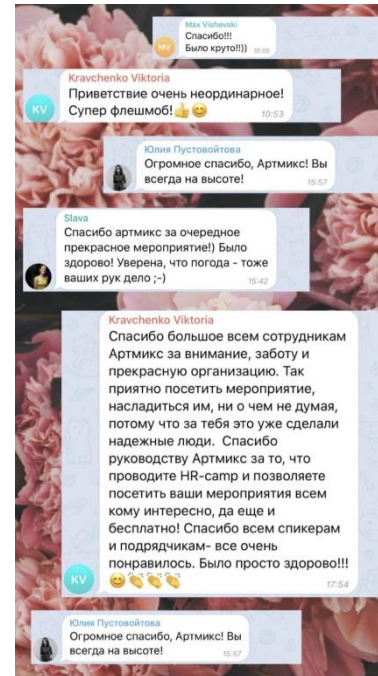 Max Vishevski
Спасибо!!!
Было круто!!))
16:05
MV
Kravchenko Viktoria
Приветствие очень неординарное!
Супер флешмоб!👍😊
10:53
KV
Юлия Пустовойтова
Огромное спасибо, Артмикс! Вы
всегда на высоте!
15:57
Slava
Спасибо артмикс за очередное
прекрасное мероприятие!) Было
здорово! Уверена, что погода - тоже
ваших рук дело ;-)
15:42
Kravchenko Viktoria
Спасибо большое всем сотрудникам
Артмикс за внимание, заботу и
прекрасную организацию. Так
приятно посетить мероприятие,
насладиться им, ни о чем не думая,
потому что за тебя это уже сделали
надежные люди. Спасибо
руководству Артмикс за то, что
проводите HR-camp и позволяете
посетить ваши мероприятия всем
кому интересно, да еще и
бесплатно! Спасибо всем спикерам
и подрядчикам- все очень
понравилось. Было просто здорово!!!
😊👏👏👏
17:54
KV
Юлия Пустовойтова
Огромное спасибо, Артмикс! Вы
всегда на высоте!
15:57